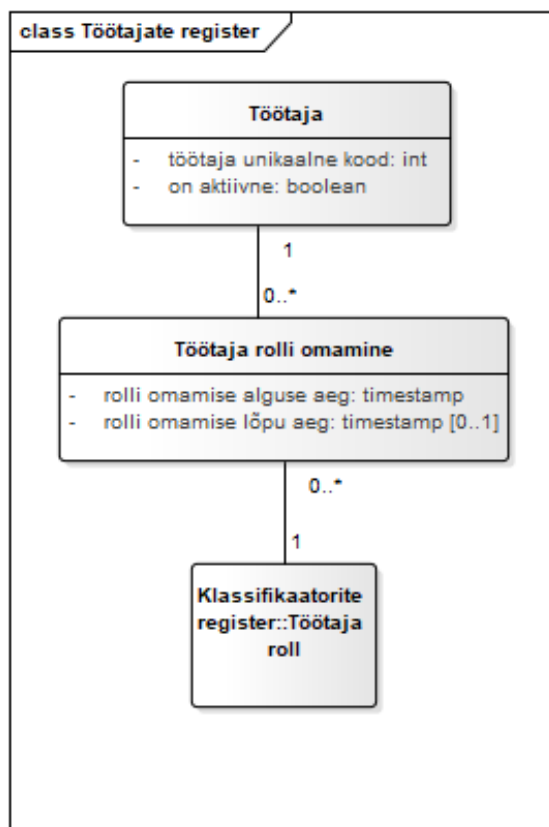 class Töötajate register
Töötaja
- töötaja unikaalne kood: int
- on aktiivne: boolean
1
0..*
Töötaja rolli omamine
- rolli omamise alguse aeg: timestamp
- rolli omamise lõpu aeg: timestamp [0..1]
0..*
1
Klassifikaatorite
register::Töötaja
roll